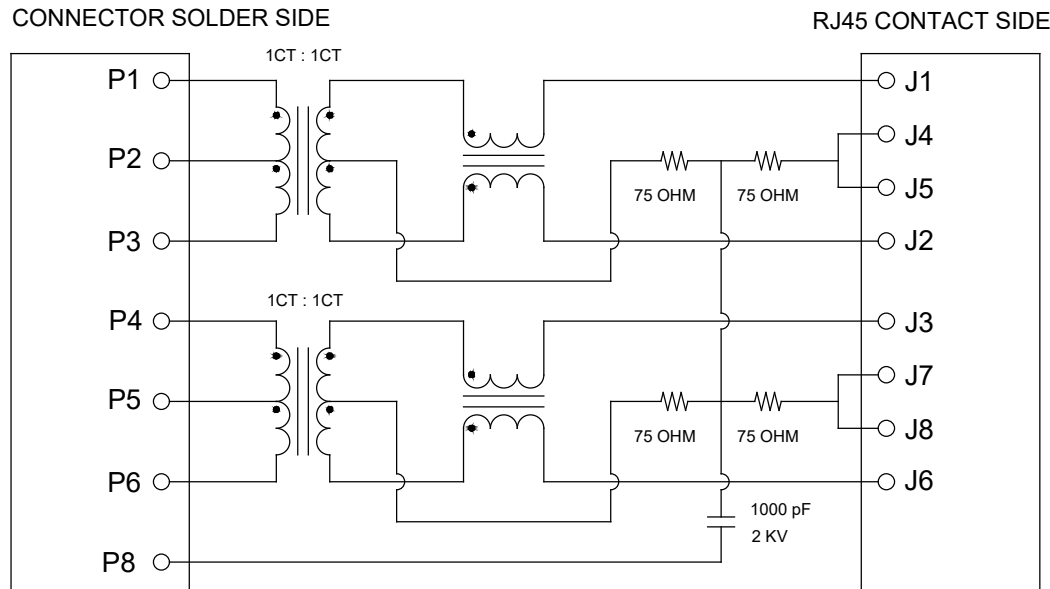 CONNECTOR SOLDER SIDE
RJ45 CONTACT SIDE
1CT : 1CT
P1
J1
J4
P2
75 OHM
75 OHM
J5
P3
J2
1CT : 1CT
P4
J3
J7
P5
75 OHM
75 OHM
J8
P6
J6
1000 pF
2 KV
P8